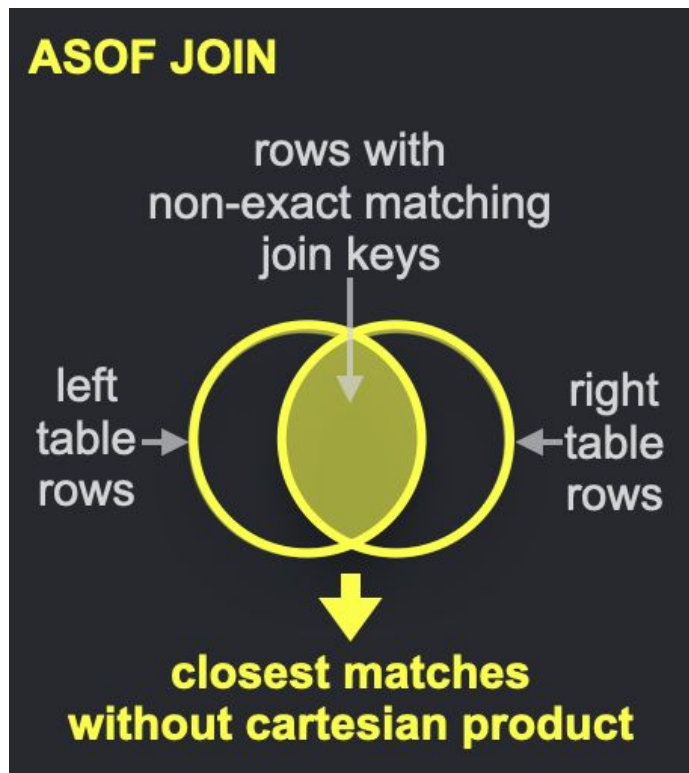 ASOF JOIN
rows with
non-exact matching
join keys
left
table
rows
right
table
rows
closest matches
without cartesian product